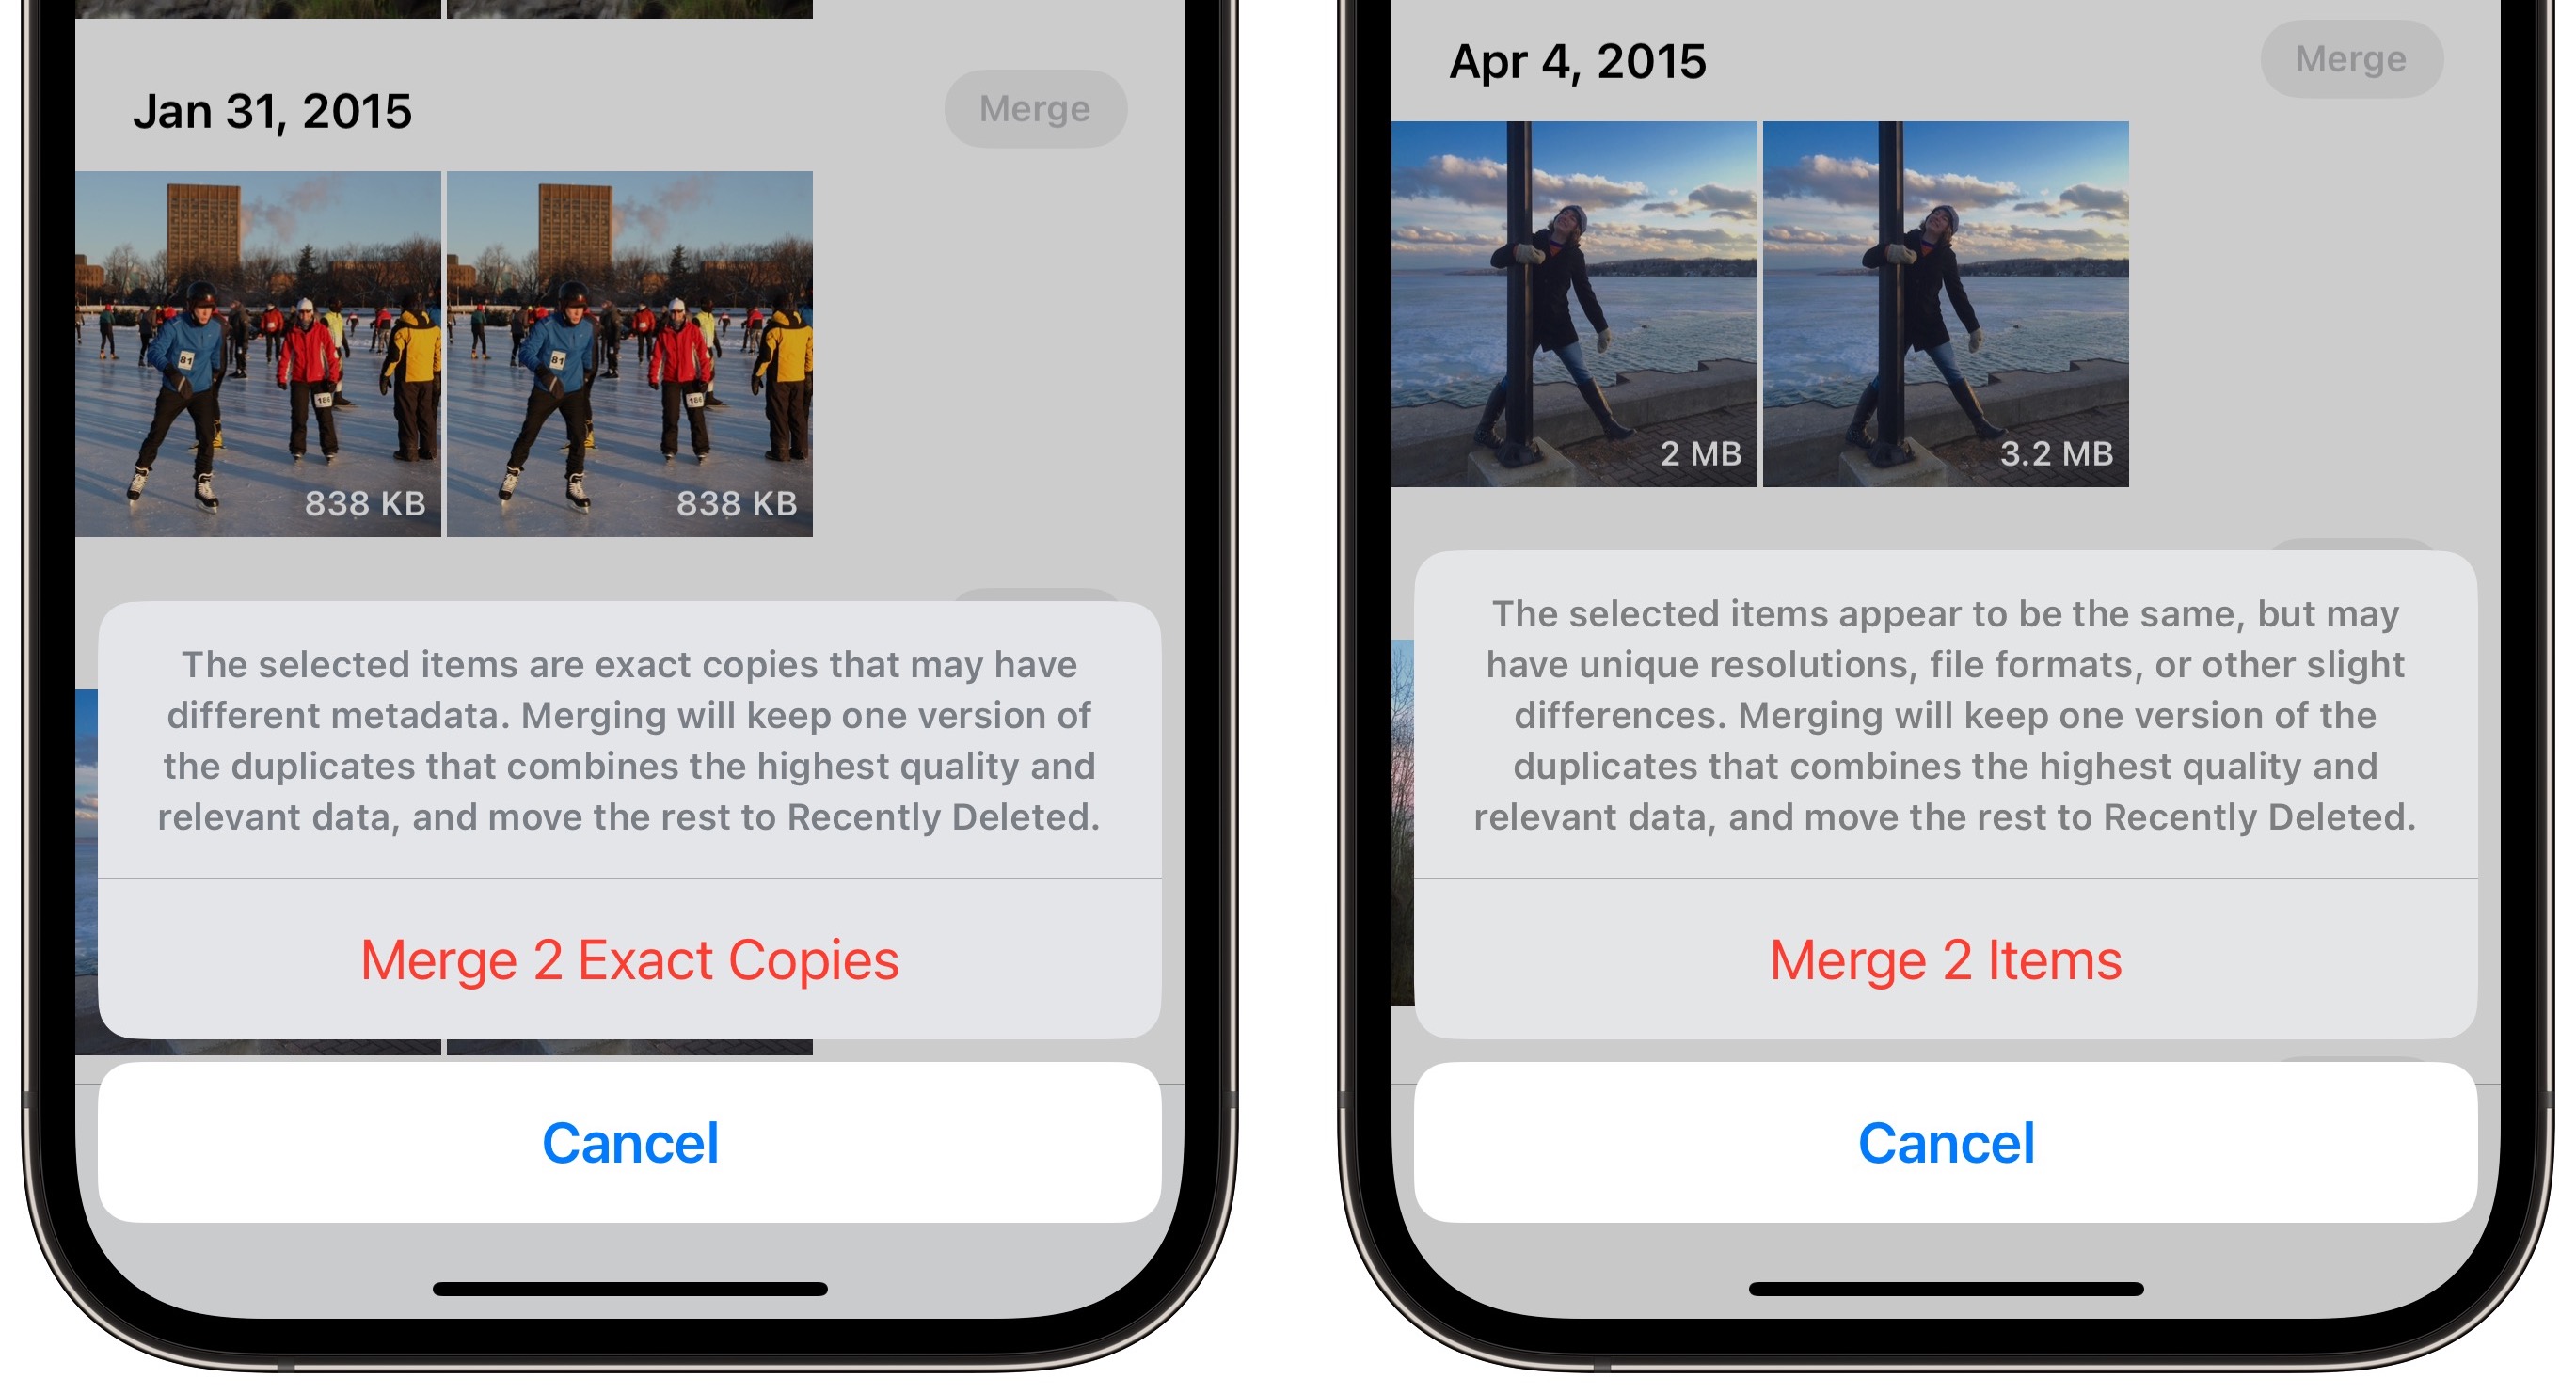 Jan 31, 2015
Merge
81
186
81
186
838 KB
838 KB
The selected items are exact copies that may have
different metadata. Merging will keep one version of
the duplicates that combines the highest quality and
relevant data, and move the rest to Recently Deleted.
Merge 2 Exact Copies
Cancel
Apr 4, 2015
Merge
2 MB
3.2 MB
The selected items appear to be the same, but may
have unique resolutions, file formats, or other slight
differences. Merging will keep one version of the
duplicates that combines the highest quality and
relevant data, and move the rest to Recently Deleted.
Merge 2 Items
Cancel